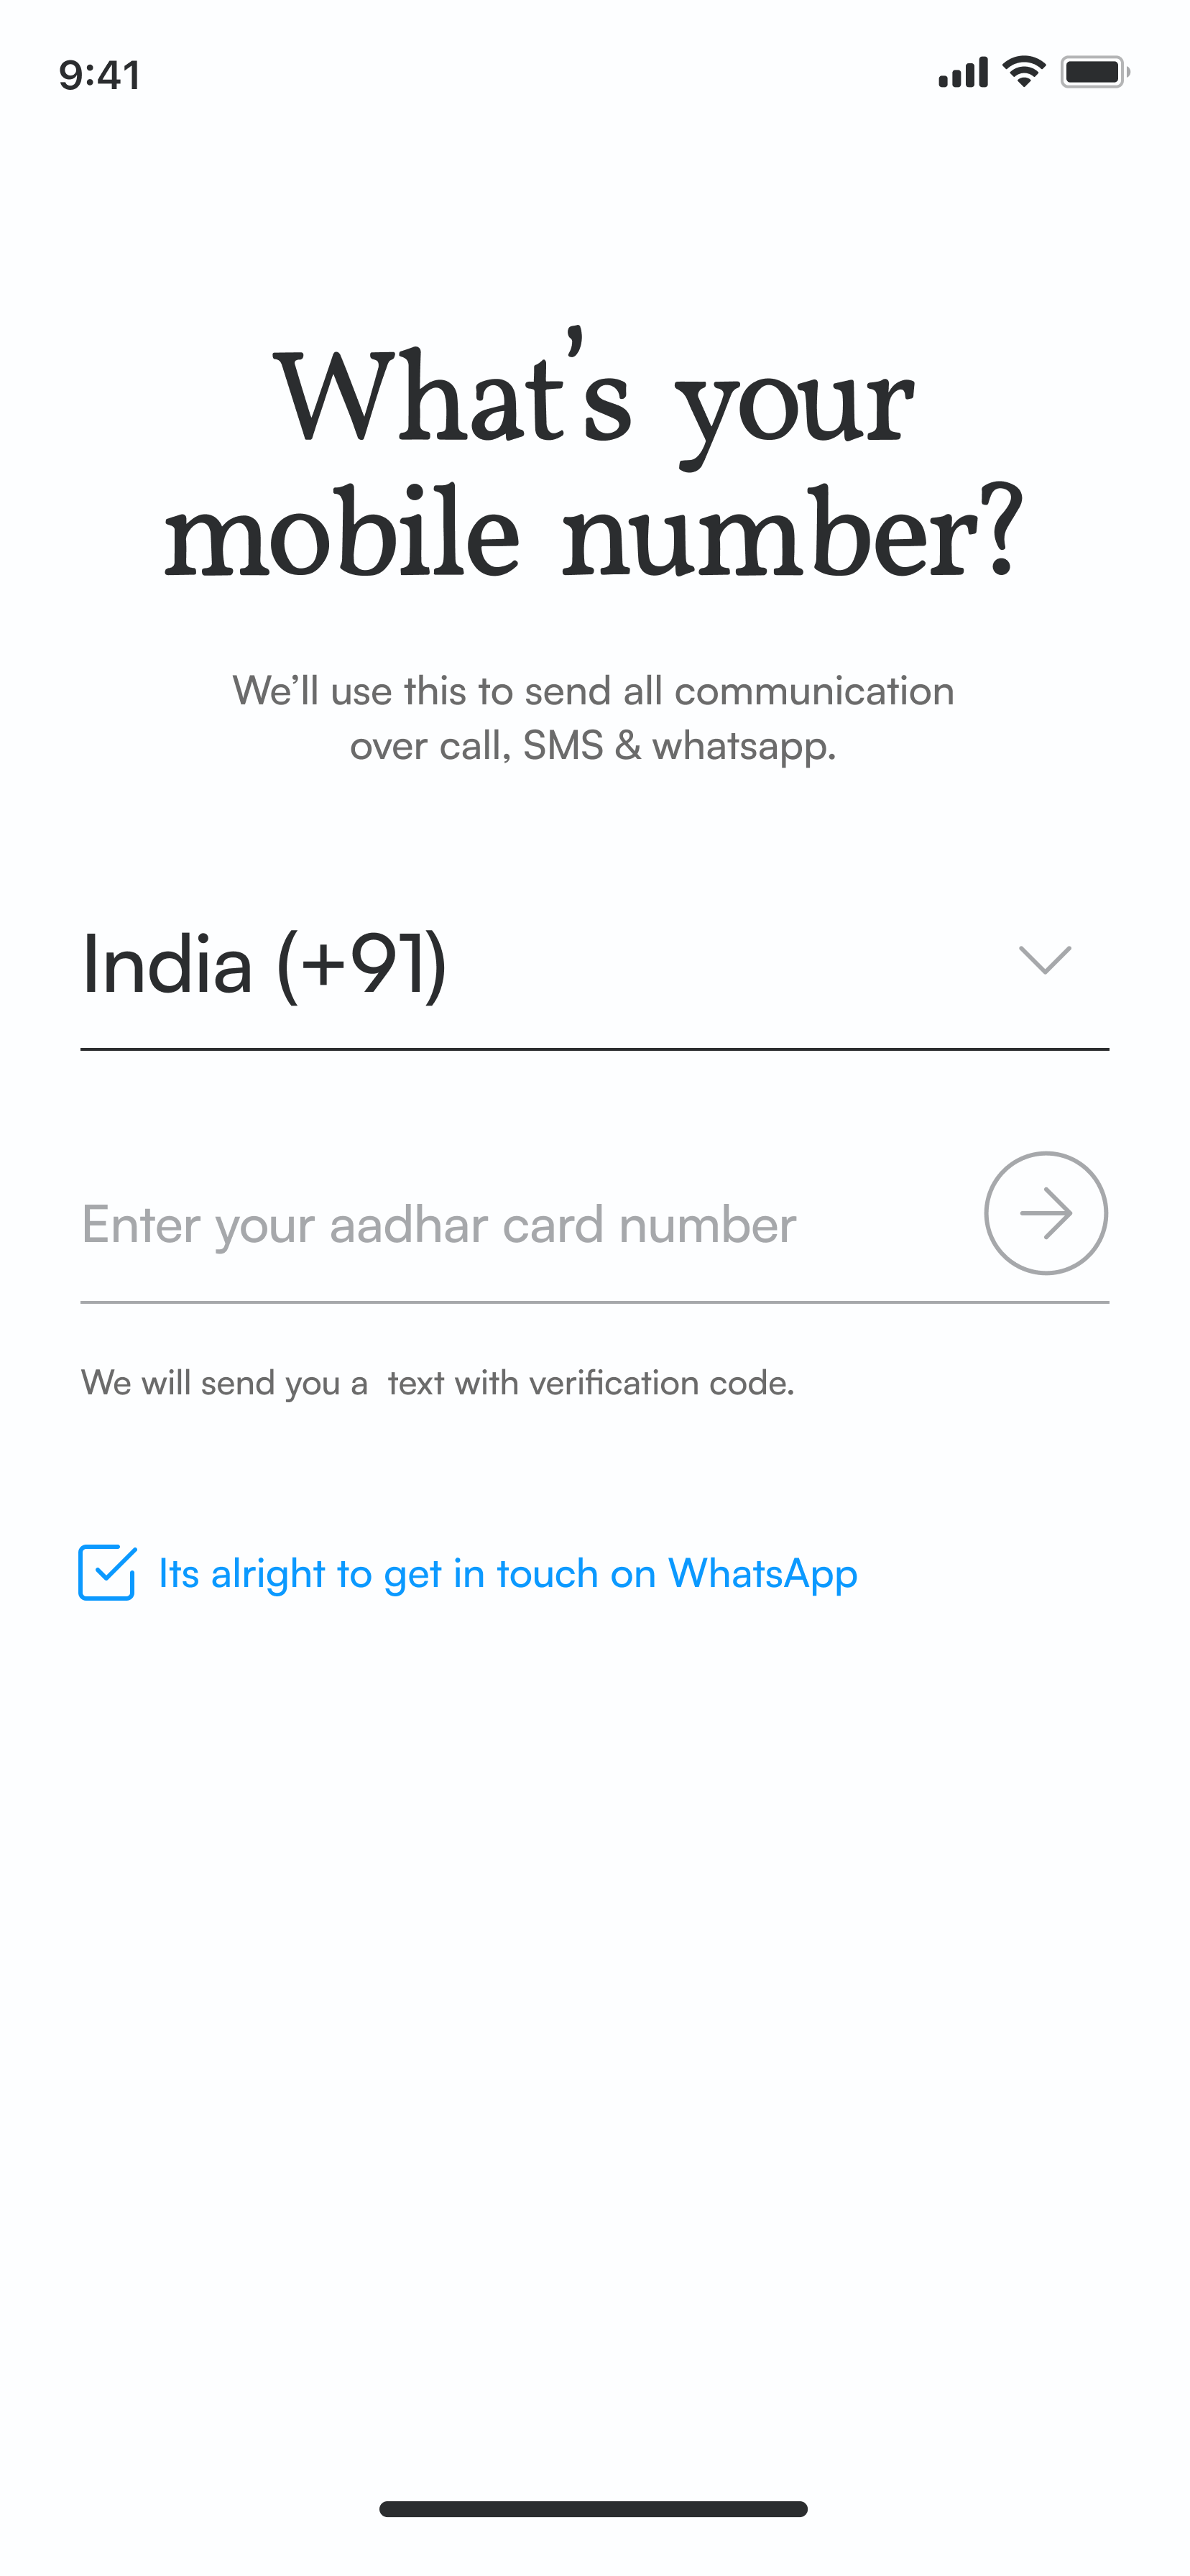 9:41
What’s your
mobile number?
We’ll use this to send all communication
over call, SMS & whatsapp.
India (+91)
Enter your aadhar card number
We will send you a  text with verification code.
Its alright to get in touch on WhatsApp